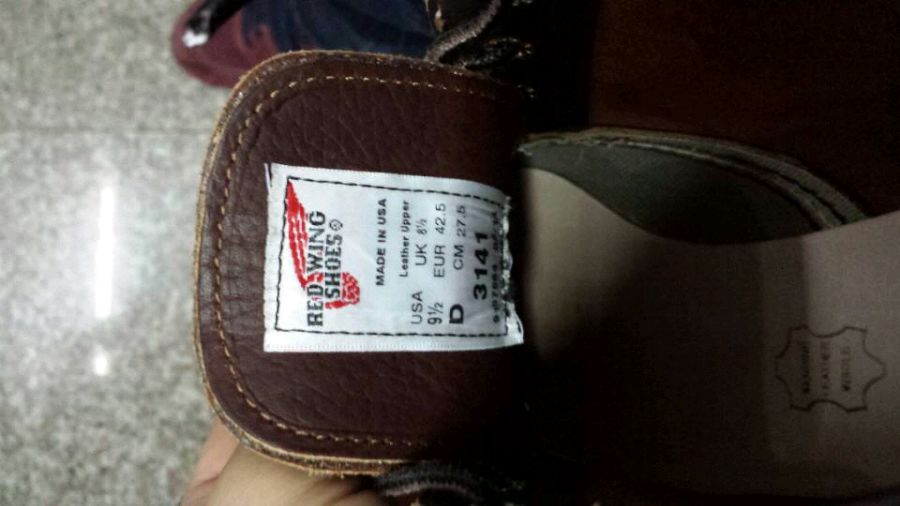 RED WING
SHOES®
MADE IN USA
Leather Upper
USA UK 8½
9½ EUR 42.5
D CM 27.5
3141